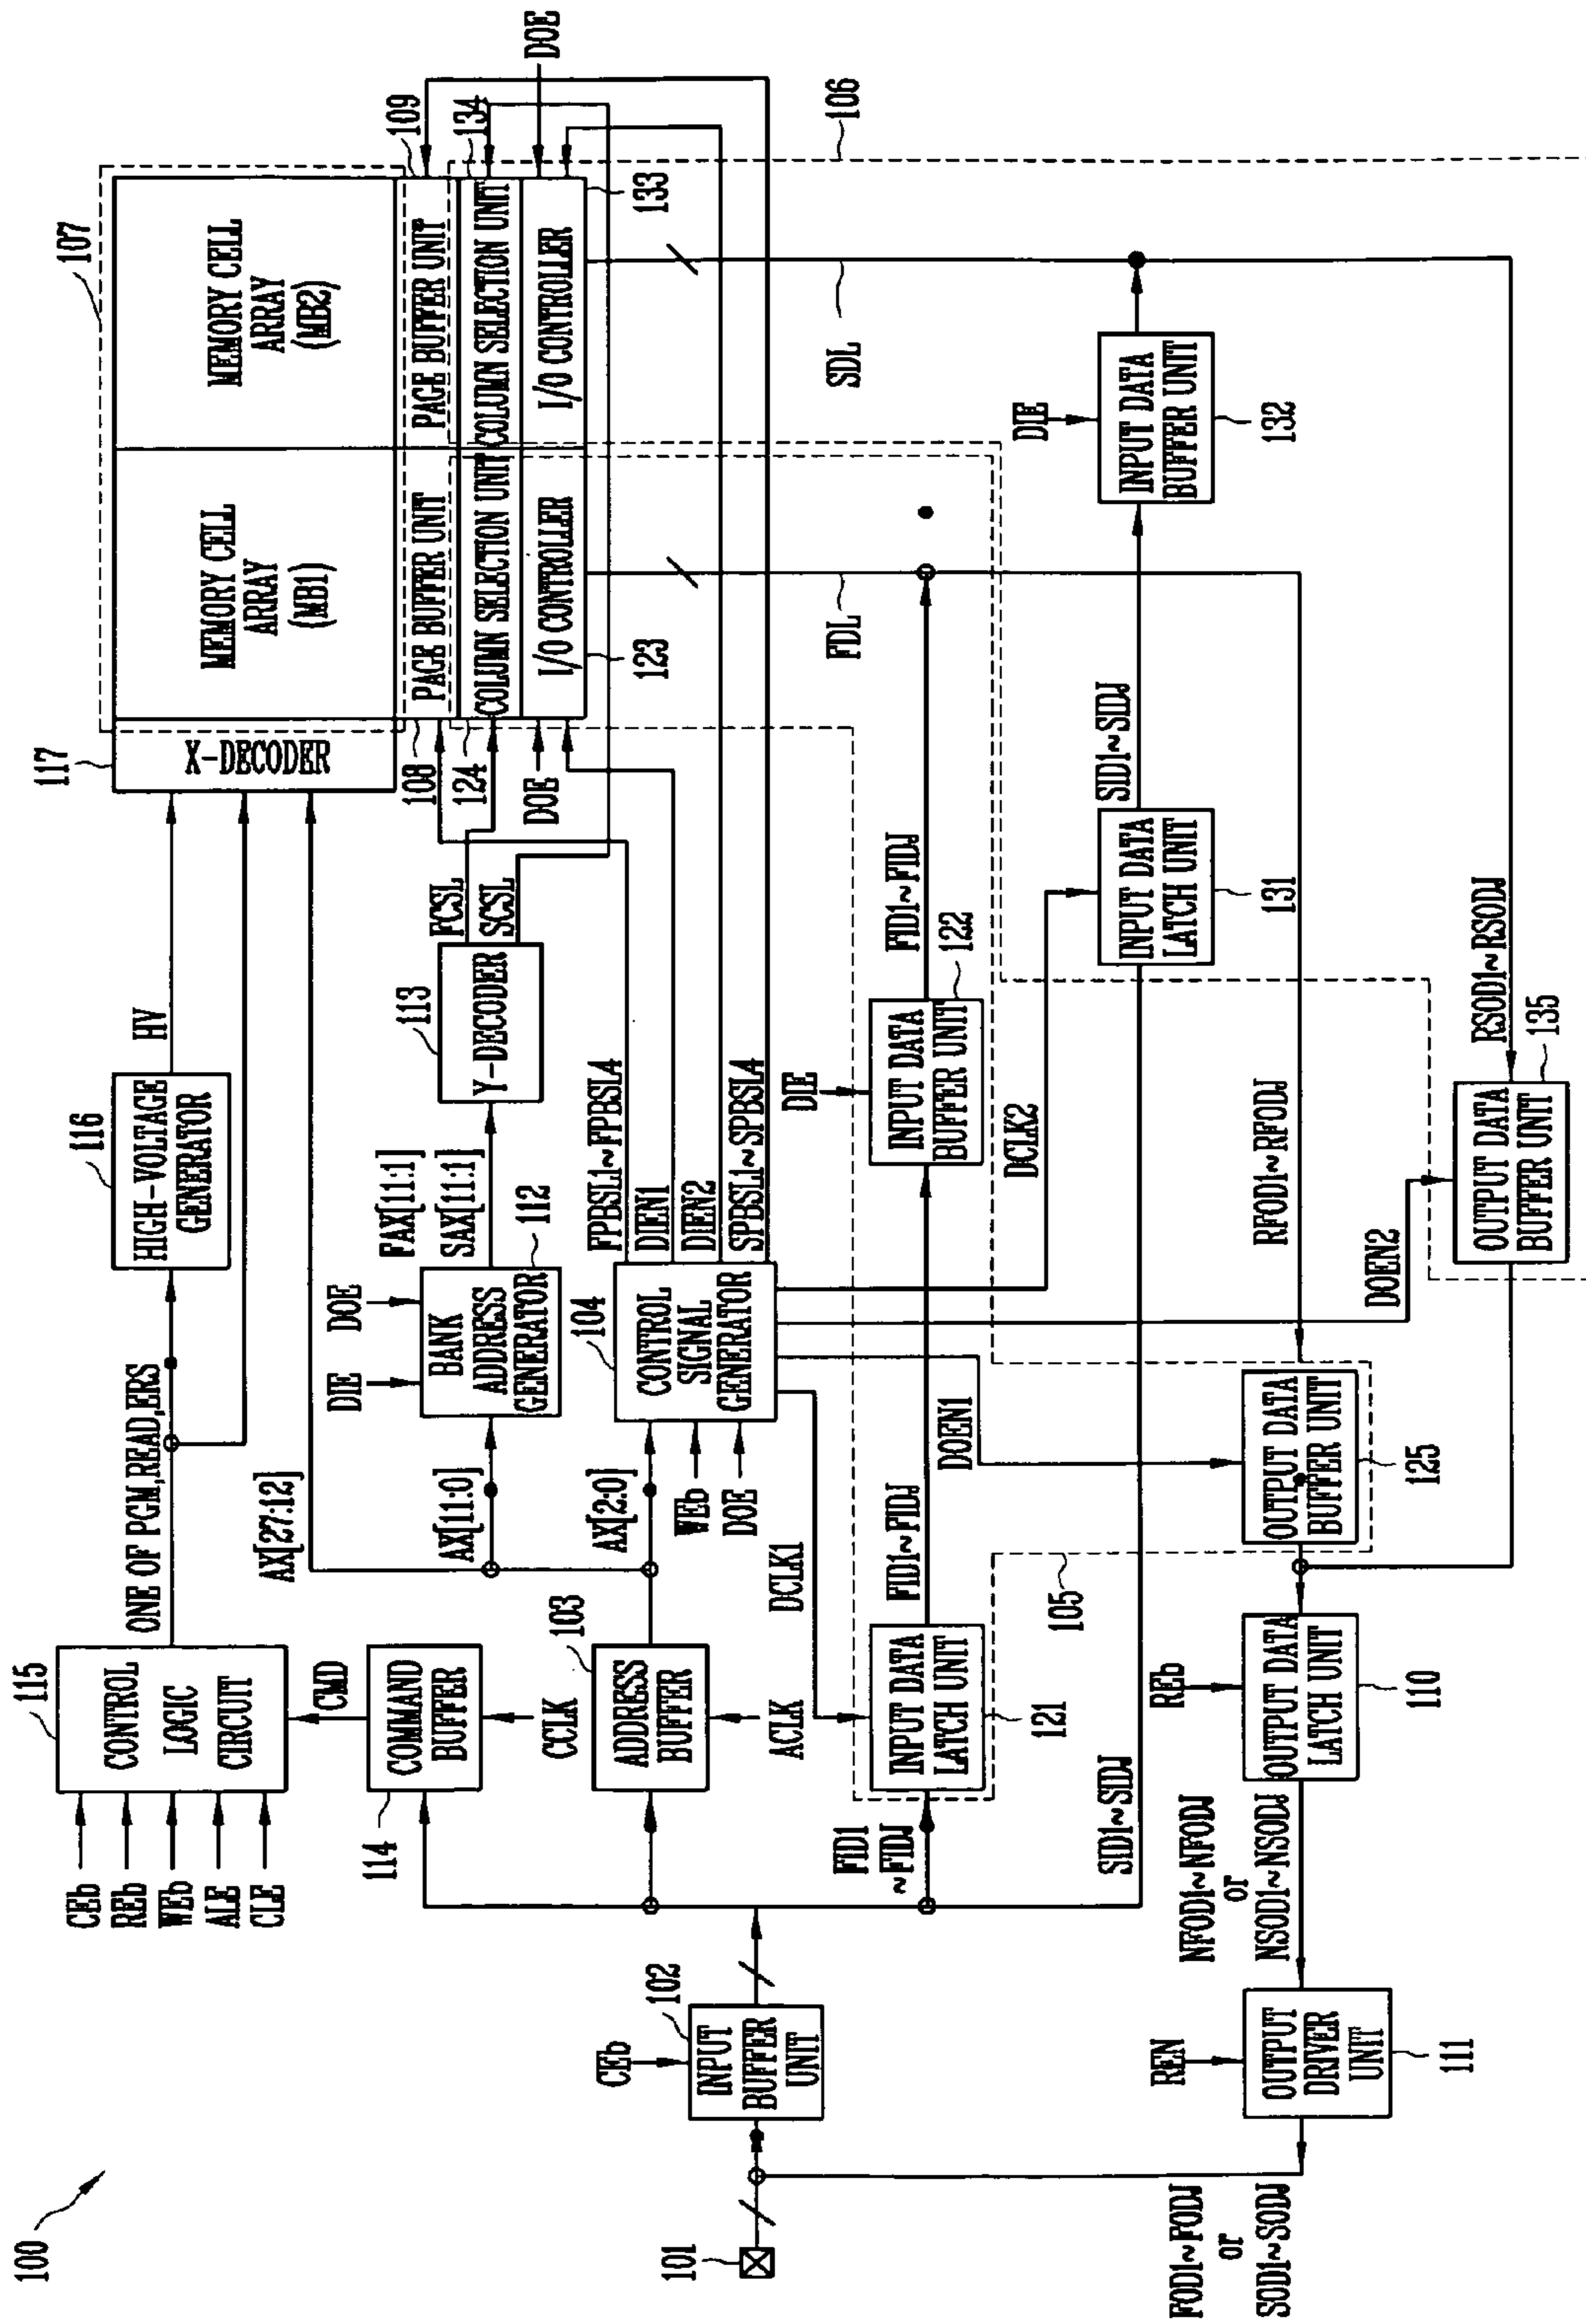 100
101
FOD1~FODJ
or
SOD1~SODJ
CEb
102
INPUT
BUFFER
UNIT
REN
OUTPUT
DRIVER
UNIT
111
NFOD1~NFODJ
or
NSOD1~NSODJ
REb
OUTPUT DATA
LATCH UNIT
110
CEb
REb
WEb
ALE
CLE
115
CONTROL
LOGIC
CIRCUIT
CMD
114
COMMAND
BUFFER
CCLK
103
ADDRESS
BUFFER
ACLK
FID1
~FIDJ
INPUT DATA
LATCH UNIT
121
SID1~SIDJ
105
ONE OF PGM,READ,ERS
AX[27:12]
AX[11:0]
AX[2:0]
WEb
DOE
DCLK1
FID1~FIDJ
DOEN1
116
HIGH-VOLTAGE
GENERATOR
HV
DIE
DOE
BANK
ADDRESS
GENERATOR
112
FAX[11:1]
SAX[11:1]
104
CONTROL
SIGNAL
GENERATOR
FPBSL1~FPBSL4
DIEN1
DIEN2
SPBSL1~SPBSL4
113
Y-DECODER
FCSL
SCSL
DIE
INPUT DATA
BUFFER UNIT
122
FID1~FIDJ
DCLK2
INPUT DATA
LATCH UNIT
131
SID1~SIDJ
OUTPUT DATA
BUFFER UNIT
125
RFOD1~RFODJ
DOEN2
OUTPUT DATA
BUFFER UNIT
135
RSOD1~RSODJ
DIE
INPUT DATA
BUFFER UNIT
132
117
X-DECODER
107
MEMORY CELL
ARRAY
(MB1)
MEMORY CELL
ARRAY
(MB2)
108
PAGE BUFFER UNIT
PAGE BUFFER UNIT
109
124
COLUMN SELECTION UNIT
COLUMN SELECTION UNIT
134
DOE
I/O CONTROLLER
I/O CONTROLLER
DOE
123
133
FDL
SDL
106